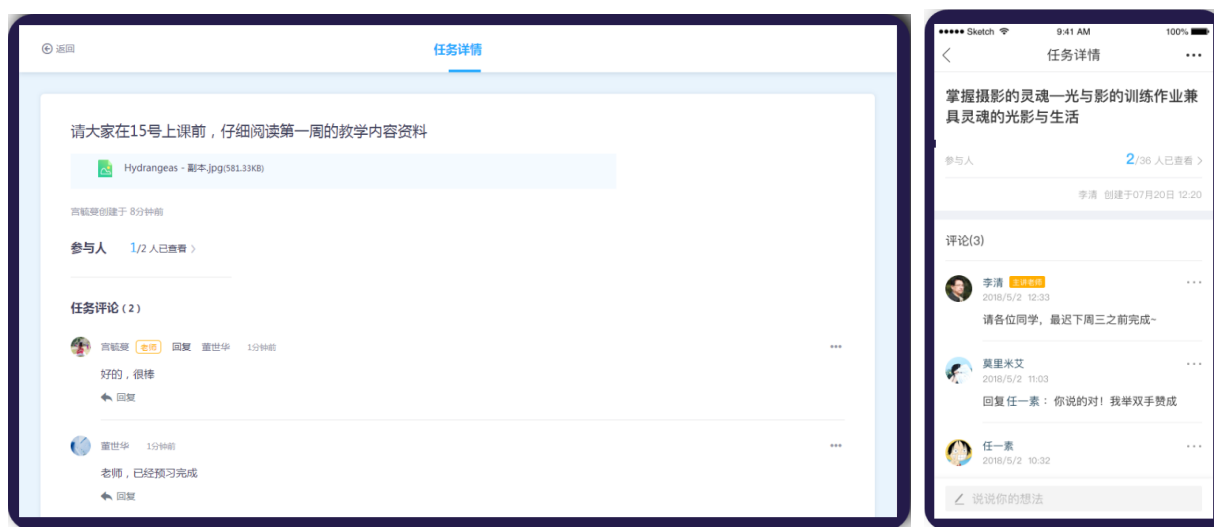 返回
任务详情
请大家在15号上课前，仔细阅读第一周的教学内容资料
Hydrangeas - 副本.jpg(581.33KB)
宫毓蔓创建于 8分钟前
参与人 1/2 人已查看
任务评论（2）
宫毓蔓 老师 回复 董世华 1分钟前
好的，很棒
回复
董世华 1分钟前
老师，已经预习完成
回复
Sketch 9:41 AM 100%
任务详情
掌握摄影的灵魂—光与影的训练作业兼
具灵魂的光影与生活
参与人 2/36 人已查看
李清 创建于07月20日 12:20
评论(3)
李清 主讲老师
2018/5/2 12:33
请各位同学，最迟下周三之前完成~
莫里米艾
2018/5/2 11:03
回复任一素：你说的对！我举双手赞成
任一素
2018/5/2 10:32
说说你的想法